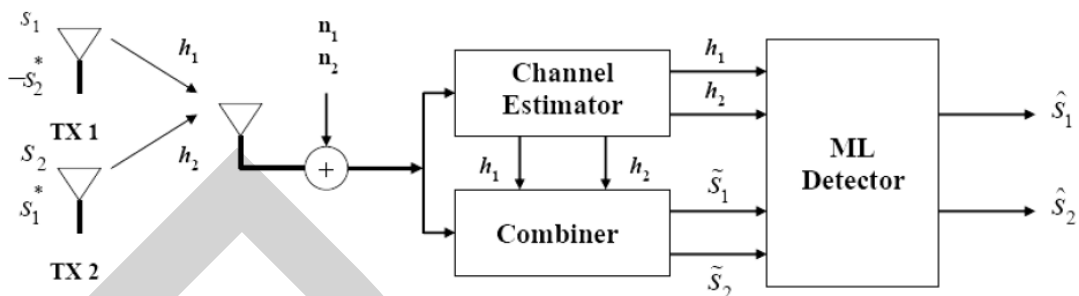 s₁
−s₂*
TX 1
h₁
s₂
s₁*
TX 2
h₂
n₁
n₂
+
Channel
Estimator
h₁
h₂
h₁
h₂
Combiner
s̃₁
s̃₂
ML
Detector
ŝ₁
ŝ₂